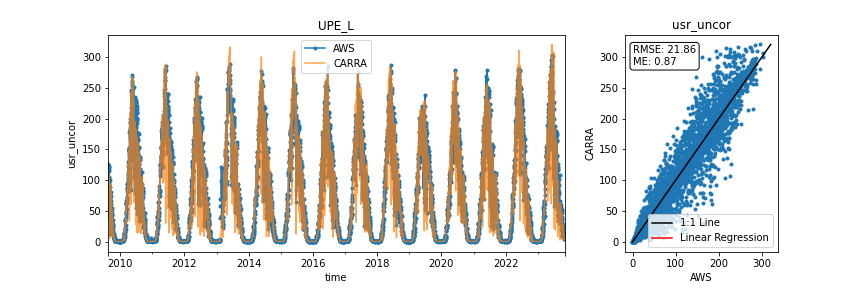 UPE_L
usr_uncor
300
250
200
150
100
50
0
AWS
CARRA
2010
2012
2014
2016
2018
2020
2022
time
usr_uncor
CARRA
300
250
200
150
100
50
0
RMSE: 21.86
ME: 0.87
1:1 Line
Linear Regression
0
100
200
300
AWS